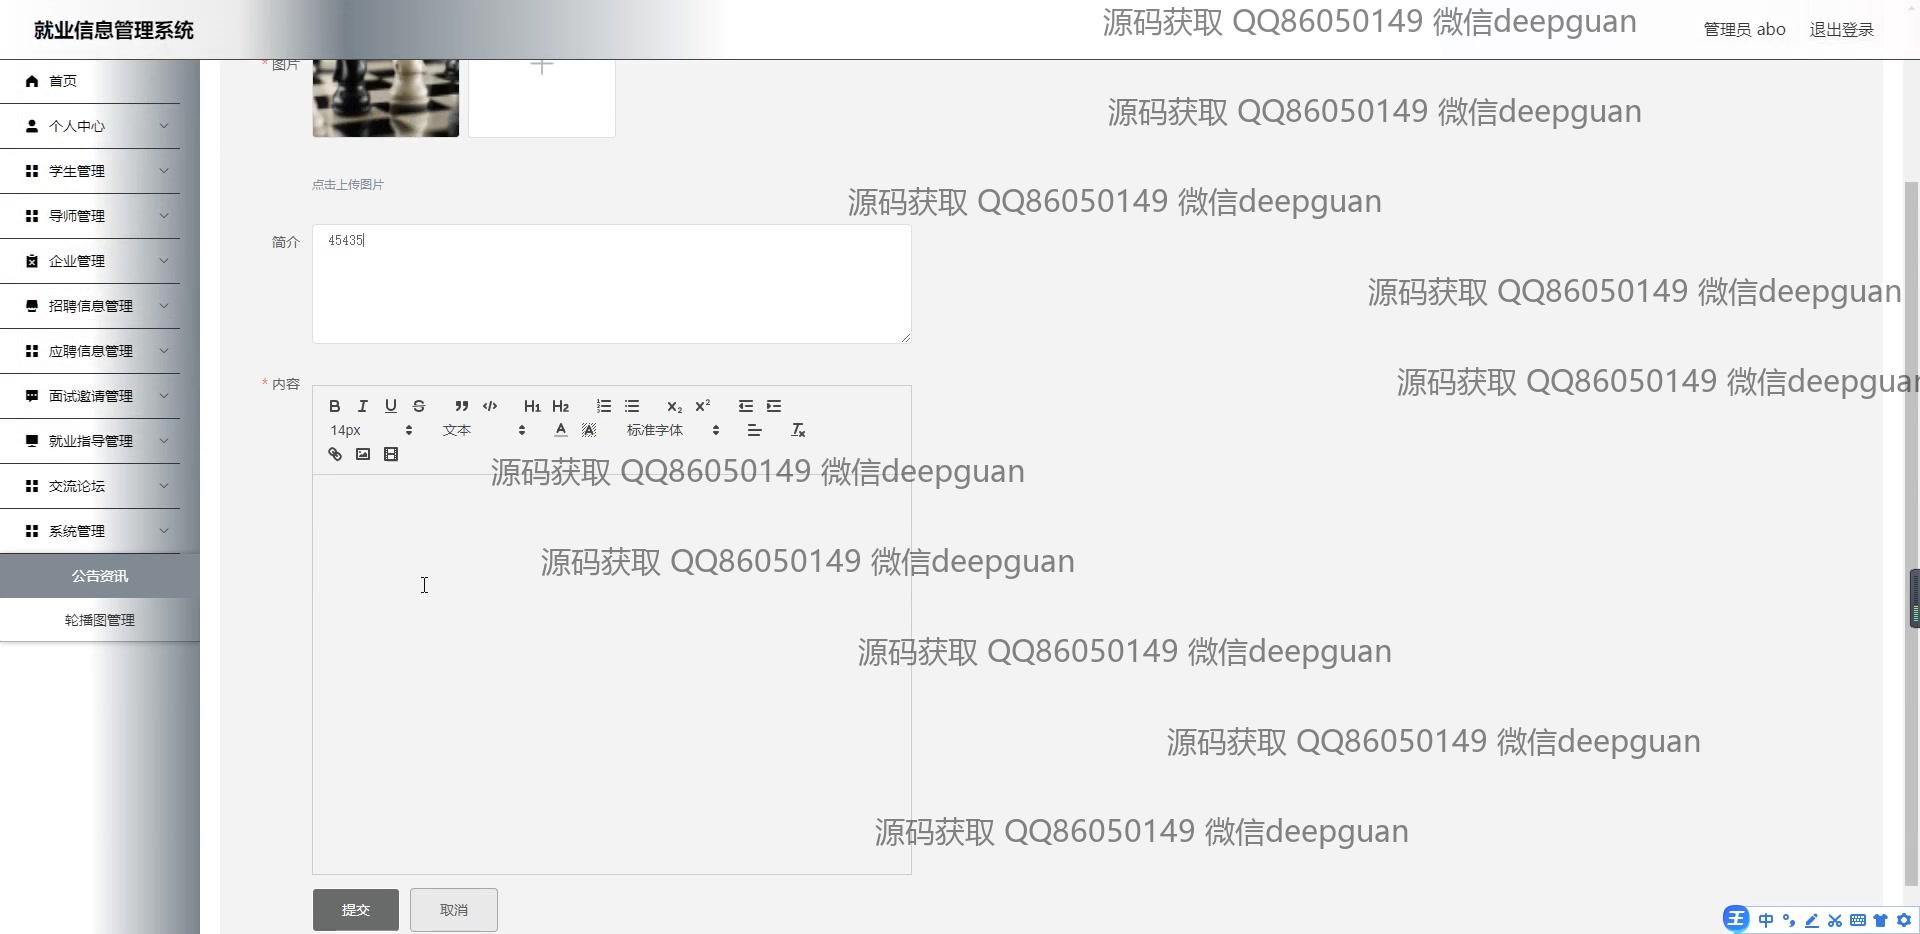 就业信息管理系统
源码获取 QQ86050149 微信deepguan
管理员 abo
退出登录
首页
个人中心
学生管理
导师管理
企业管理
招聘信息管理
应聘信息管理
面试邀请管理
就业指导管理
交流论坛
系统管理
公告资讯
轮播图管理
* 图片
源码获取 QQ86050149 微信deepguan
点击上传图片
源码获取 QQ86050149 微信deepguan
简介
45435
源码获取 QQ86050149 微信deepguan
源码获取 QQ86050149 微信deepguan
* 内容
B I U S H1 H2 X2 X2
14px 文本 A A 标准字体 Tx
源码获取 QQ86050149 微信deepguan
源码获取 QQ86050149 微信deepguan
源码获取 QQ86050149 微信deepguan
源码获取 QQ86050149 微信deepguan
源码获取 QQ86050149 微信deepguan
提交
取消
王 中